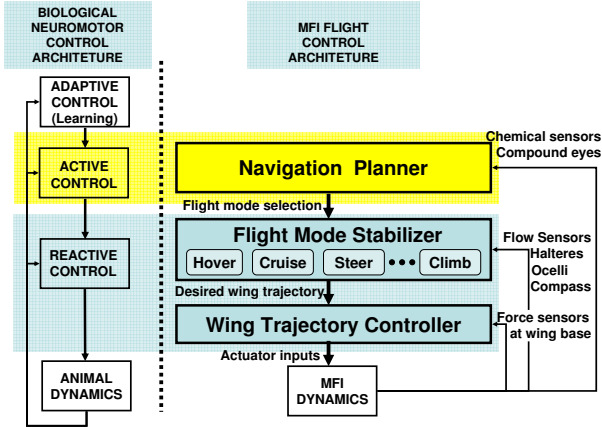 BIOLOGICAL
NEUROMOTOR
CONTROL
ARCHITETURE
MFI FLIGHT
CONTROL
ARCHITECTURE
ADAPTIVE
CONTROL
(Learning)
ACTIVE
CONTROL
REACTIVE
CONTROL
ANIMAL
DYNAMICS
Navigation Planner
Flight mode selection
Flight Mode Stabilizer
Hover
Cruise
Steer
•••
Climb
Desired wing trajectory
Wing Trajectory Controller
Actuator inputs
MFI
DYNAMICS
Chemical sensors
Compound eyes
Flow Sensors
Halteres
Ocelli
Compass
Force sensors
at wing base